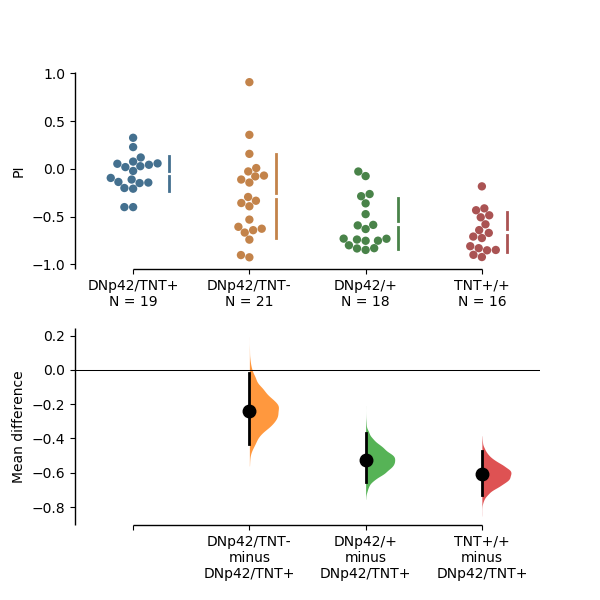 1.0
0.5
0.0
−0.5
−1.0
PI
DNp42/TNT+ DNp42/TNT- DNp42/+ TNT+/+
N = 19 N = 21 N = 18 N = 16
0.2
0.0
−0.2
−0.4
−0.6
−0.8
Mean difference
DNp42/TNT- DNp42/+ TNT+/+
minus minus minus
DNp42/TNT+ DNp42/TNT+ DNp42/TNT+